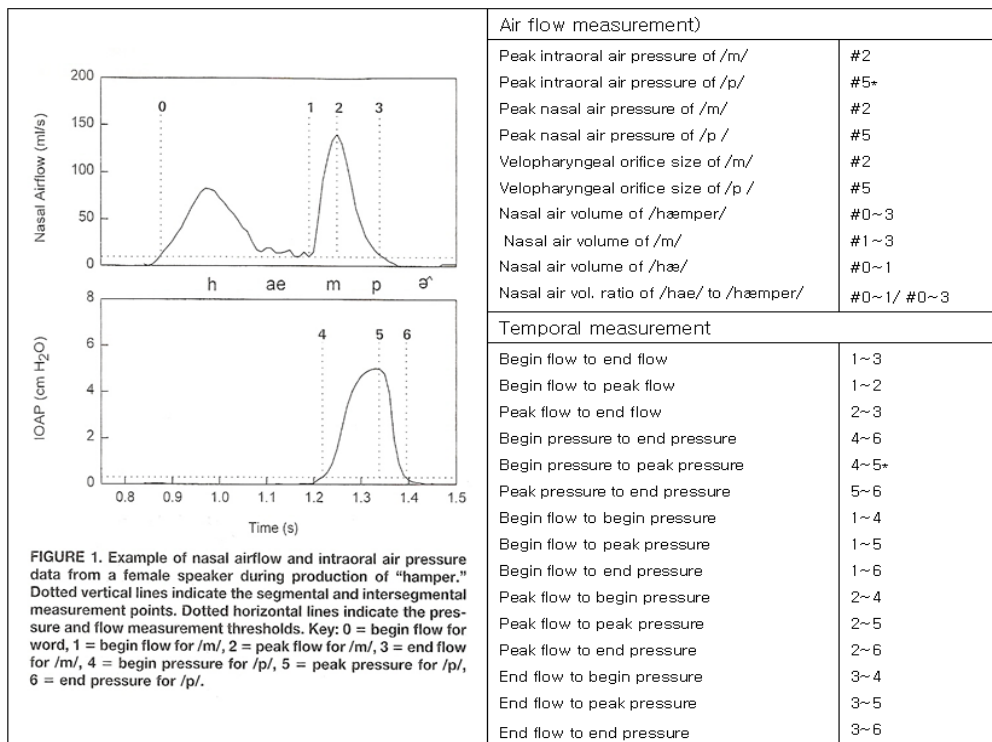 200
150
100
50
0
Nasal Airflow (ml/s)
0
1
2
3
h
ae
m
p
ɚ
8
6
4
2
0
IOAP (cm H2O)
4
5
6
0.8
0.9
1.0
1.1
1.2
1.3
1.4
1.5
Time (s)
FIGURE 1. Example of nasal airflow and intraoral air pressure
data from a female speaker during production of “hamper.”
Dotted vertical lines indicate the segmental and intersegmental
measurement points. Dotted horizontal lines indicate the pres-
sure and flow measurement thresholds. Key: 0 = begin flow for
word, 1 = begin flow for /m/, 2 = peak flow for /m/, 3 = end flow
for /m/, 4 = begin pressure for /p/, 5 = peak pressure for /p/,
6 = end pressure for /p/.
Air flow measurement)
Peak intraoral air pressure of /m/ #2
Peak intraoral air pressure of /p/ #5*
Peak nasal air pressure of /m/ #2
Peak nasal air pressure of /p / #5
Velopharyngeal orifice size of /m/ #2
Velopharyngeal orifice size of /p / #5
Nasal air volume of /hæmper/ #0~3
Nasal air volume of /m/ #1~3
Nasal air volume of /hæ/ #0~1
Nasal air vol. ratio of /hae/ to /hæmper/ #0~1/ #0~3
Temporal measurement
Begin flow to end flow 1~3
Begin flow to peak flow 1~2
Peak flow to end flow 2~3
Begin pressure to end pressure 4~6
Begin pressure to peak pressure 4~5*
Peak pressure to end pressure 5~6
Begin flow to begin pressure 1~4
Begin flow to peak pressure 1~5
Begin flow to end pressure 1~6
Peak flow to begin pressure 2~4
Peak flow to peak pressure 2~5
Peak flow to end pressure 2~6
End flow to begin pressure 3~4
End flow to peak pressure 3~5
End flow to end pressure 3~6